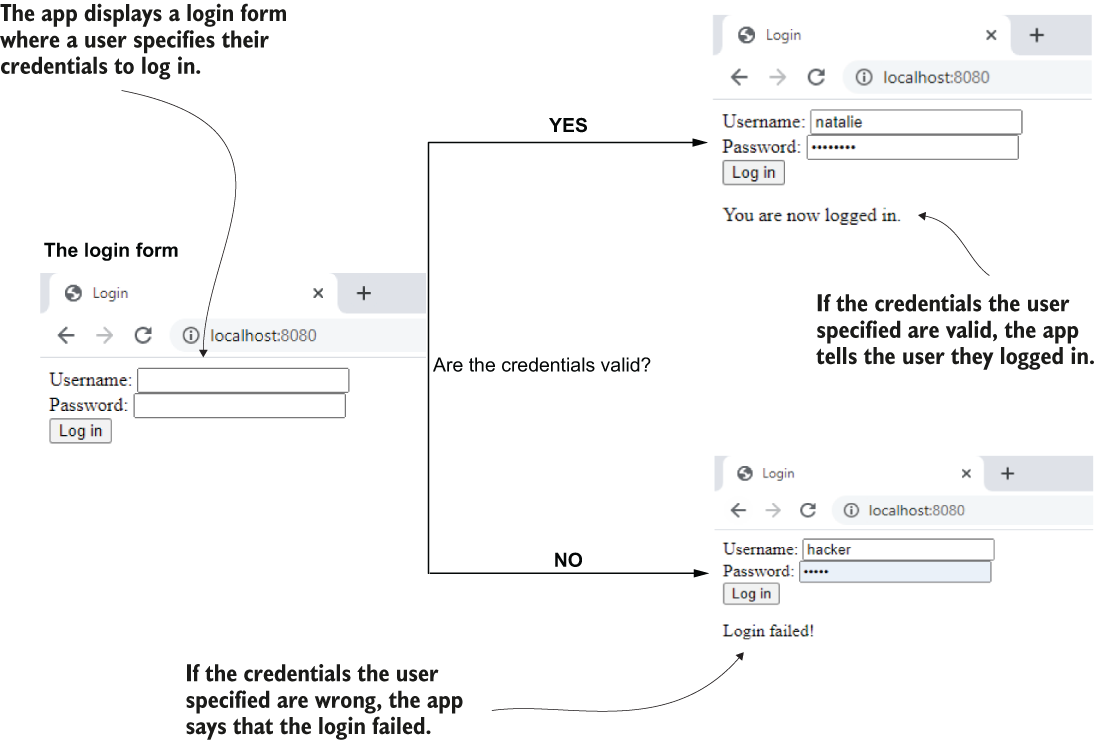 The app displays a login form
where a user specifies their
credentials to log in.
The login form
Login
localhost:8080
Username:
Password:
Log in
Are the credentials valid?
YES
Login
localhost:8080
Username: natalie
Password: ••••••••
Log in
You are now logged in.
If the credentials the user
specified are valid, the app
tells the user they logged in.
NO
Login
localhost:8080
Username: hacker
Password: •••••
Log in
Login failed!
If the credentials the user
specified are wrong, the app
says that the login failed.